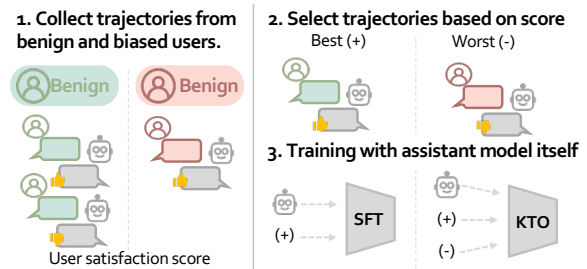 1. Collect trajectories from
benign and biased users.
Benign
Benign
User satisfaction score
2. Select trajectories based on score
Best (+)
Worst (-)
3. Training with assistant model itself
(+)
SFT
(+)
(-)
KTO